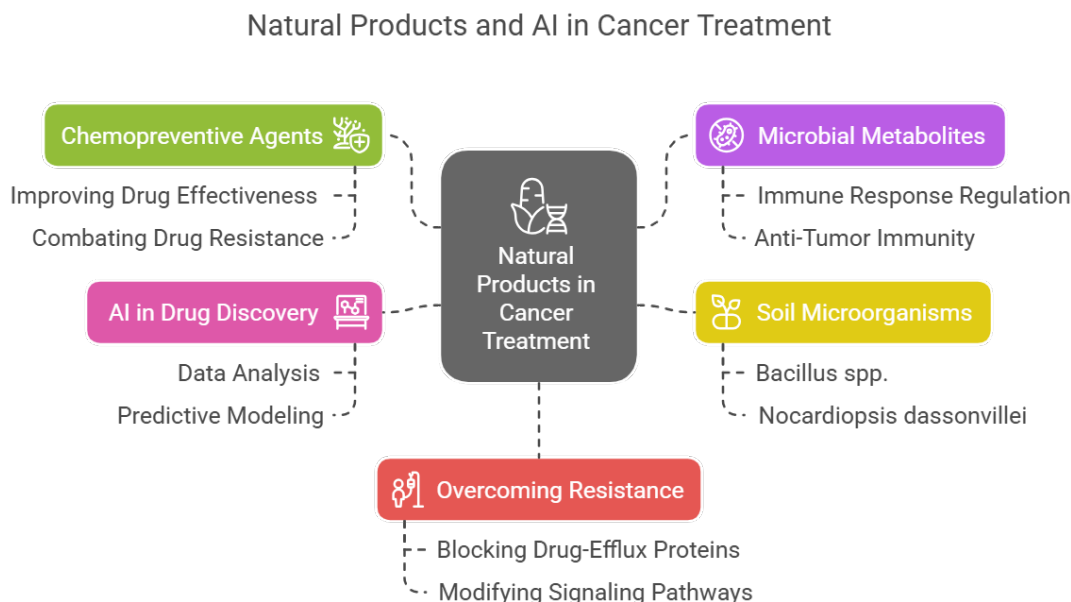 Natural Products and AI in Cancer Treatment
Chemopreventive Agents
Improving Drug Effectiveness
Combating Drug Resistance
AI in Drug Discovery
Data Analysis
Predictive Modeling
Natural
Products in
Cancer
Treatment
Microbial Metabolites
Immune Response Regulation
Anti-Tumor Immunity
Soil Microorganisms
Bacillus spp.
Nocardiopsis dassonvillei
Overcoming Resistance
Blocking Drug-Efflux Proteins
Modifying Signaling Pathways